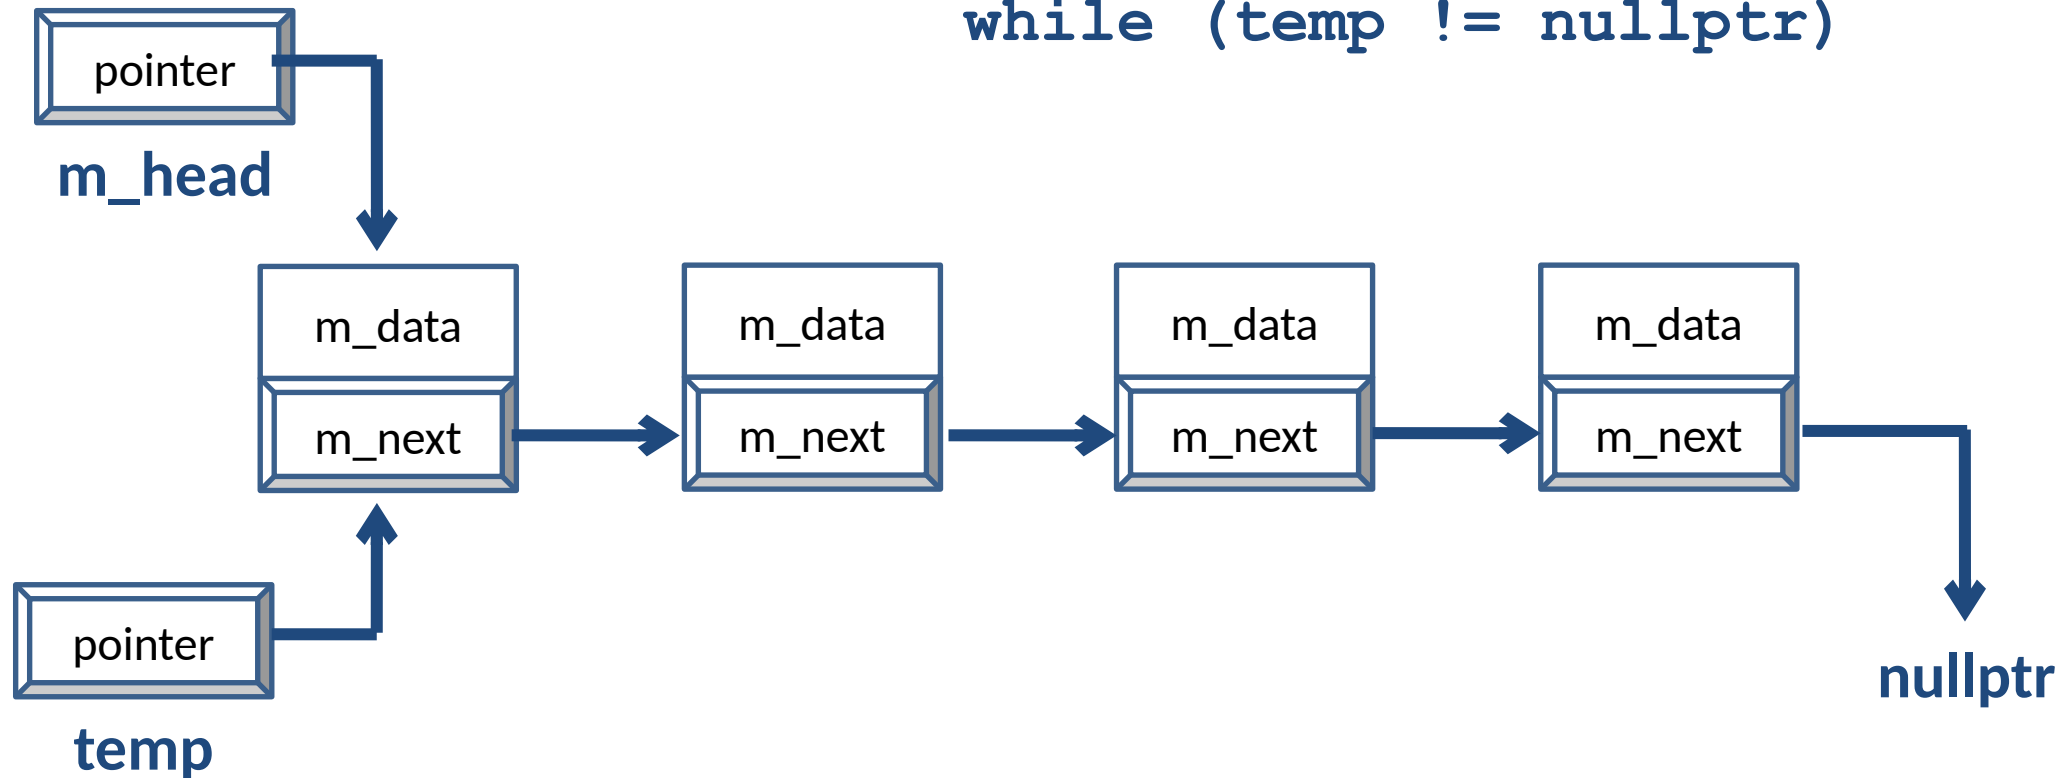 while (temp != nullptr)
pointer
m_head
m_data
m_data
m_data
m_data
m_next
m_next
m_next
m_next
pointer
nullptr
temp